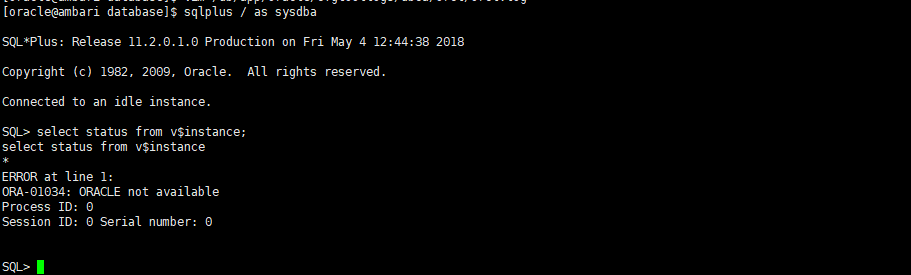 [oracle@ambari database]$ sqlplus / as sysdba
SQL*Plus: Release 11.2.0.1.0 Production on Fri May 4 12:44:38 2018
Copyright (c) 1982, 2009, Oracle.  All rights reserved.
Connected to an idle instance.
SQL> select status from v$instance;
select status from v$instance
*
ERROR at line 1:
ORA-01034: ORACLE not available
Process ID: 0
Session ID: 0 Serial number: 0
SQL>